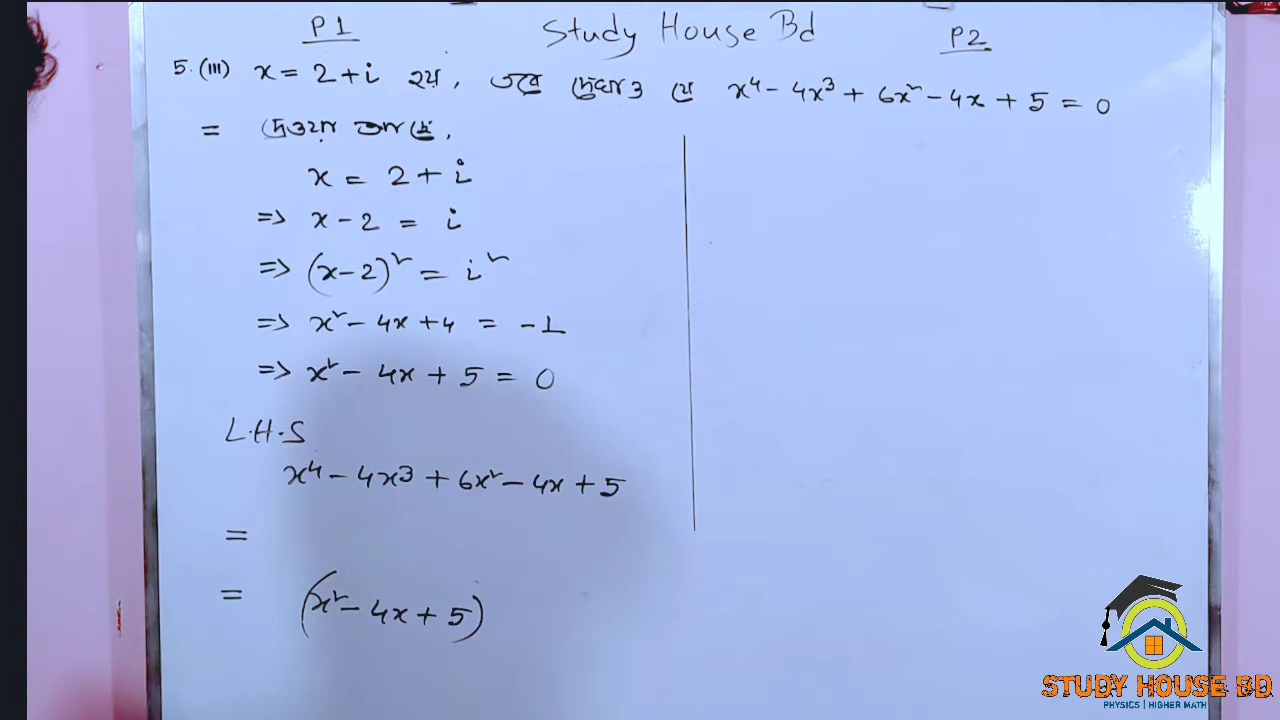 P1 Study House Bd P2
5. (III) x = 2 + i হয়, তবে দেখাও যে x⁴ - 4x³ + 6x² - 4x + 5 = 0
= দেওয়া আছে,
x = 2 + i
=> x - 2 = i
=> (x - 2)² = i²
=> x² - 4x + 4 = -1
=> x² - 4x + 5 = 0
L.H.S
x⁴ - 4x³ + 6x² - 4x + 5
=
= (x² - 4x + 5)
STUDY HOUSE BD
PHYSICS | HIGHER MATH